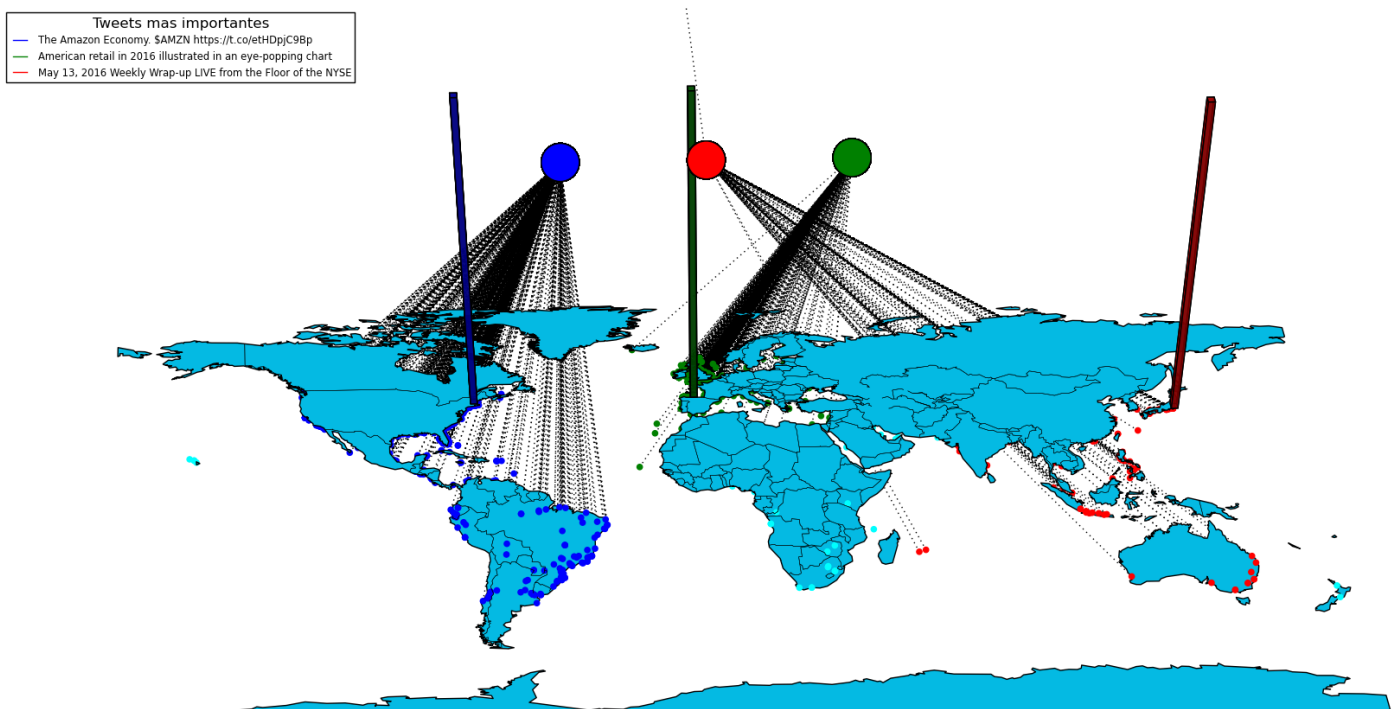 Tweets mas importantes
The Amazon Economy. $AMZN https://t.co/etHDpjC9Bp
American retail in 2016 illustrated in an eye-popping chart
May 13, 2016 Weekly Wrap-up LIVE from the Floor of the NYSE